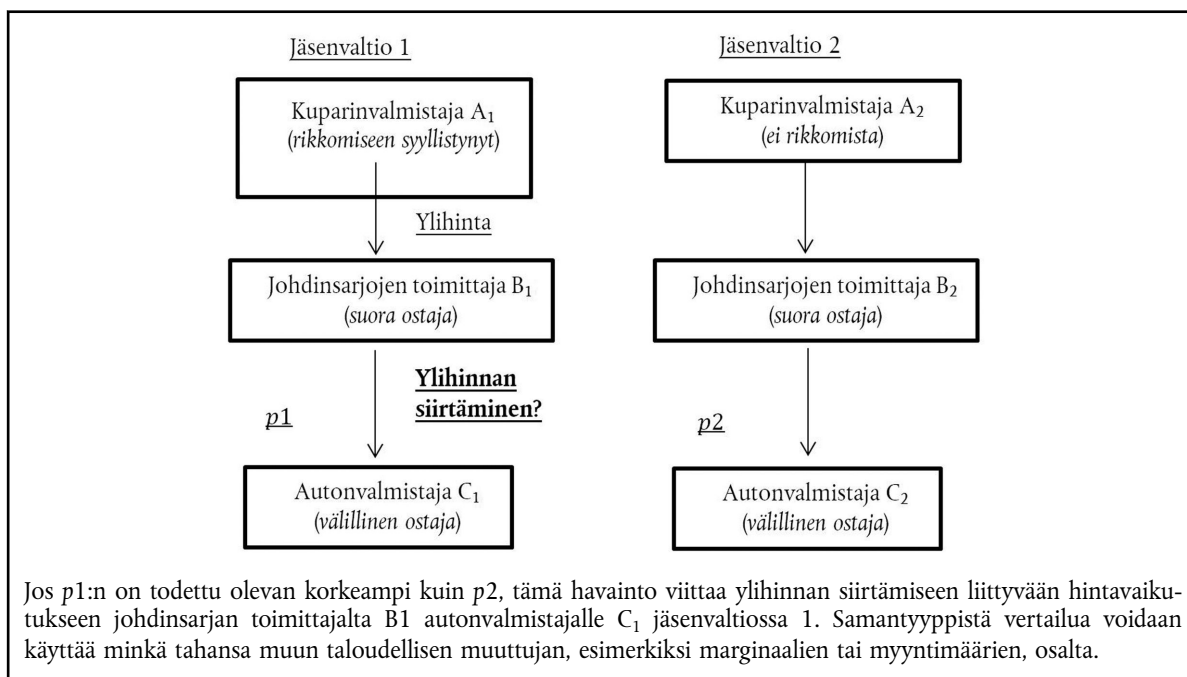 Jäsenvaltio 1
Kuparinvalmistaja A₁
(rikkomiseen syyllistynyt)
Ylihinta
Johdinsarjojen toimittaja B₁
(suora ostaja)
Ylihinnan
siirtäminen?
p1
Autonvalmistaja C₁
(välillinen ostaja)
Jäsenvaltio 2
Kuparinvalmistaja A₂
(ei rikkomista)
Johdinsarjojen toimittaja B₂
(suora ostaja)
p2
Autonvalmistaja C₂
(välillinen ostaja)
Jos p1:n on todettu olevan korkeampi kuin p2, tämä havainto viittaa ylihinnan siirtämiseen liittyvään hintavaiku-
tukseen johdinsarjan toimittajalta B1 autonvalmistajalle C₁ jäsenvaltiossa 1. Samantyyppistä vertailua voidaan
käyttää minkä tahansa muun taloudellisen muuttujan, esimerkiksi marginaalien tai myyntimäärien, osalta.